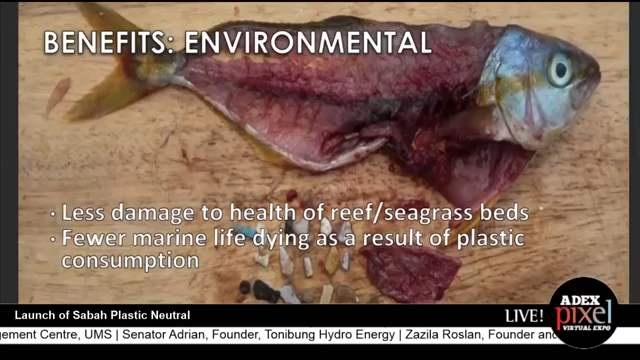 BENEFITS: ENVIRONMENTAL
• Less damage to health of reef/seagrass beds
• Fewer marine life dying as a result of plastic
consumption
Launch of Sabah Plastic Neutral
LIVE!
ADEX
pixel
VIRTUAL EXPO
gement Centre, UMS | Senator Adrian, Founder, Tonibung Hydro Energy | Zazila Roslan, Founder and